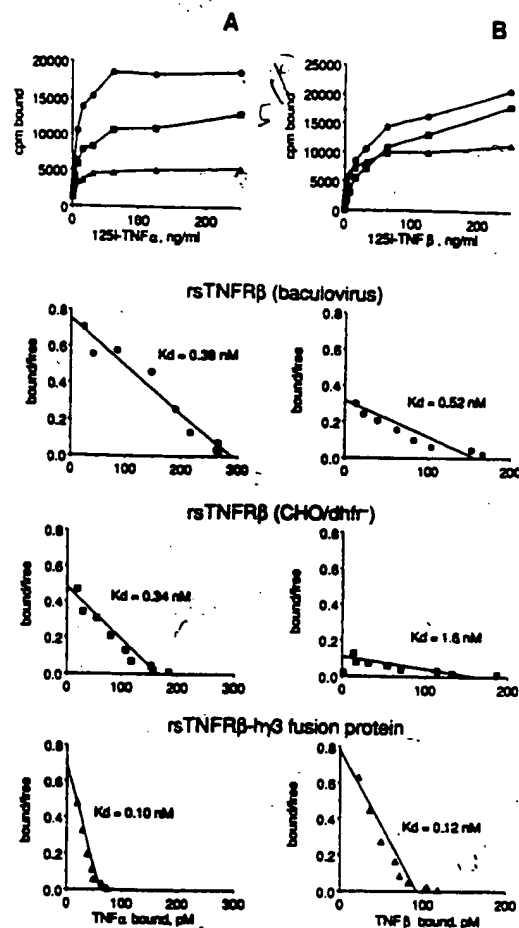 A
B
20000
15000
10000
5000
0
cpm bound
0
100
200
125I-TNFα, ng/ml
25000
20000
15000
10000
5000
0
cpm bound
0
100
200
125I-TNFβ, ng/ml
rsTNFRβ (baculovirus)
0.8
0.6
0.4
0.2
0.0
bound/free
Kd = 0.38 nM
0
100
200
300
0.8
0.6
0.4
0.2
0.0
bound/free
Kd = 0.52 nM
0
100
200
rsTNFRβ (CHO/dhfr⁻)
0.8
0.6
0.4
0.2
0.0
bound/free
Kd = 0.34 nM
0
100
200
300
0.8
0.6
0.4
0.2
0.0
bound/free
Kd = 1.6 nM
0
100
200
rsTNFRβ-hγ3 fusion protein
0.8
0.6
0.4
0.2
0.0
bound/free
Kd = 0.10 nM
0
100
200
300
TNFα bound, pM
0.8
0.6
0.4
0.2
0.0
bound/free
Kd = 0.12 nM
0
100
200
TNFβ bound, pM